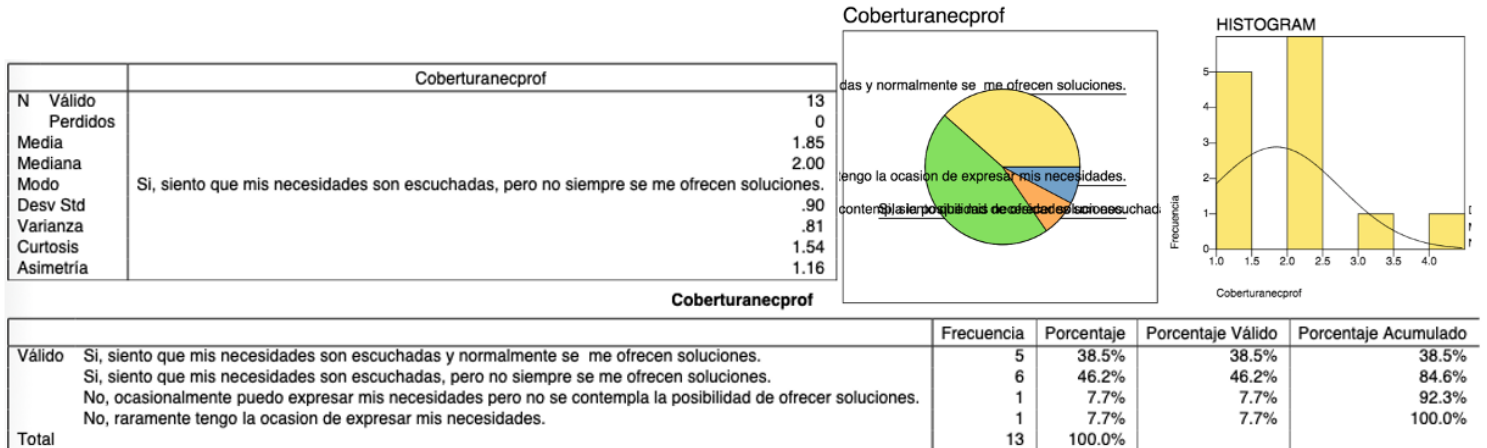 Coberturanecprof
N Válido 13
Perdidos 0
Media 1.85
Mediana 2.00
Modo Si, siento que mis necesidades son escuchadas, pero no siempre se me ofrecen soluciones.
Desv Std .90
Varianza .81
Curtosis 1.54
Asimetría 1.16
Coberturanecprof
das y normalmente se me ofrecen soluciones.
tengo la ocasion de expresar mis necesidades.
HISTOGRAM
5
4
3
2
1
0
1.0 1.5 2.0 2.5 3.0 3.5 4.0
Frecuencia
Coberturanecprof
Coberturanecprof
Frecuencia Porcentaje Porcentaje Válido Porcentaje Acumulado
Válido Si, siento que mis necesidades son escuchadas y normalmente se me ofrecen soluciones. 5 38.5% 38.5% 38.5%
Si, siento que mis necesidades son escuchadas, pero no siempre se me ofrecen soluciones. 6 46.2% 46.2% 84.6%
No, ocasionalmente puedo expresar mis necesidades pero no se contempla la posibilidad de ofrecer soluciones. 1 7.7% 7.7% 92.3%
No, raramente tengo la ocasion de expresar mis necesidades. 1 7.7% 7.7% 100.0%
Total 13 100.0%